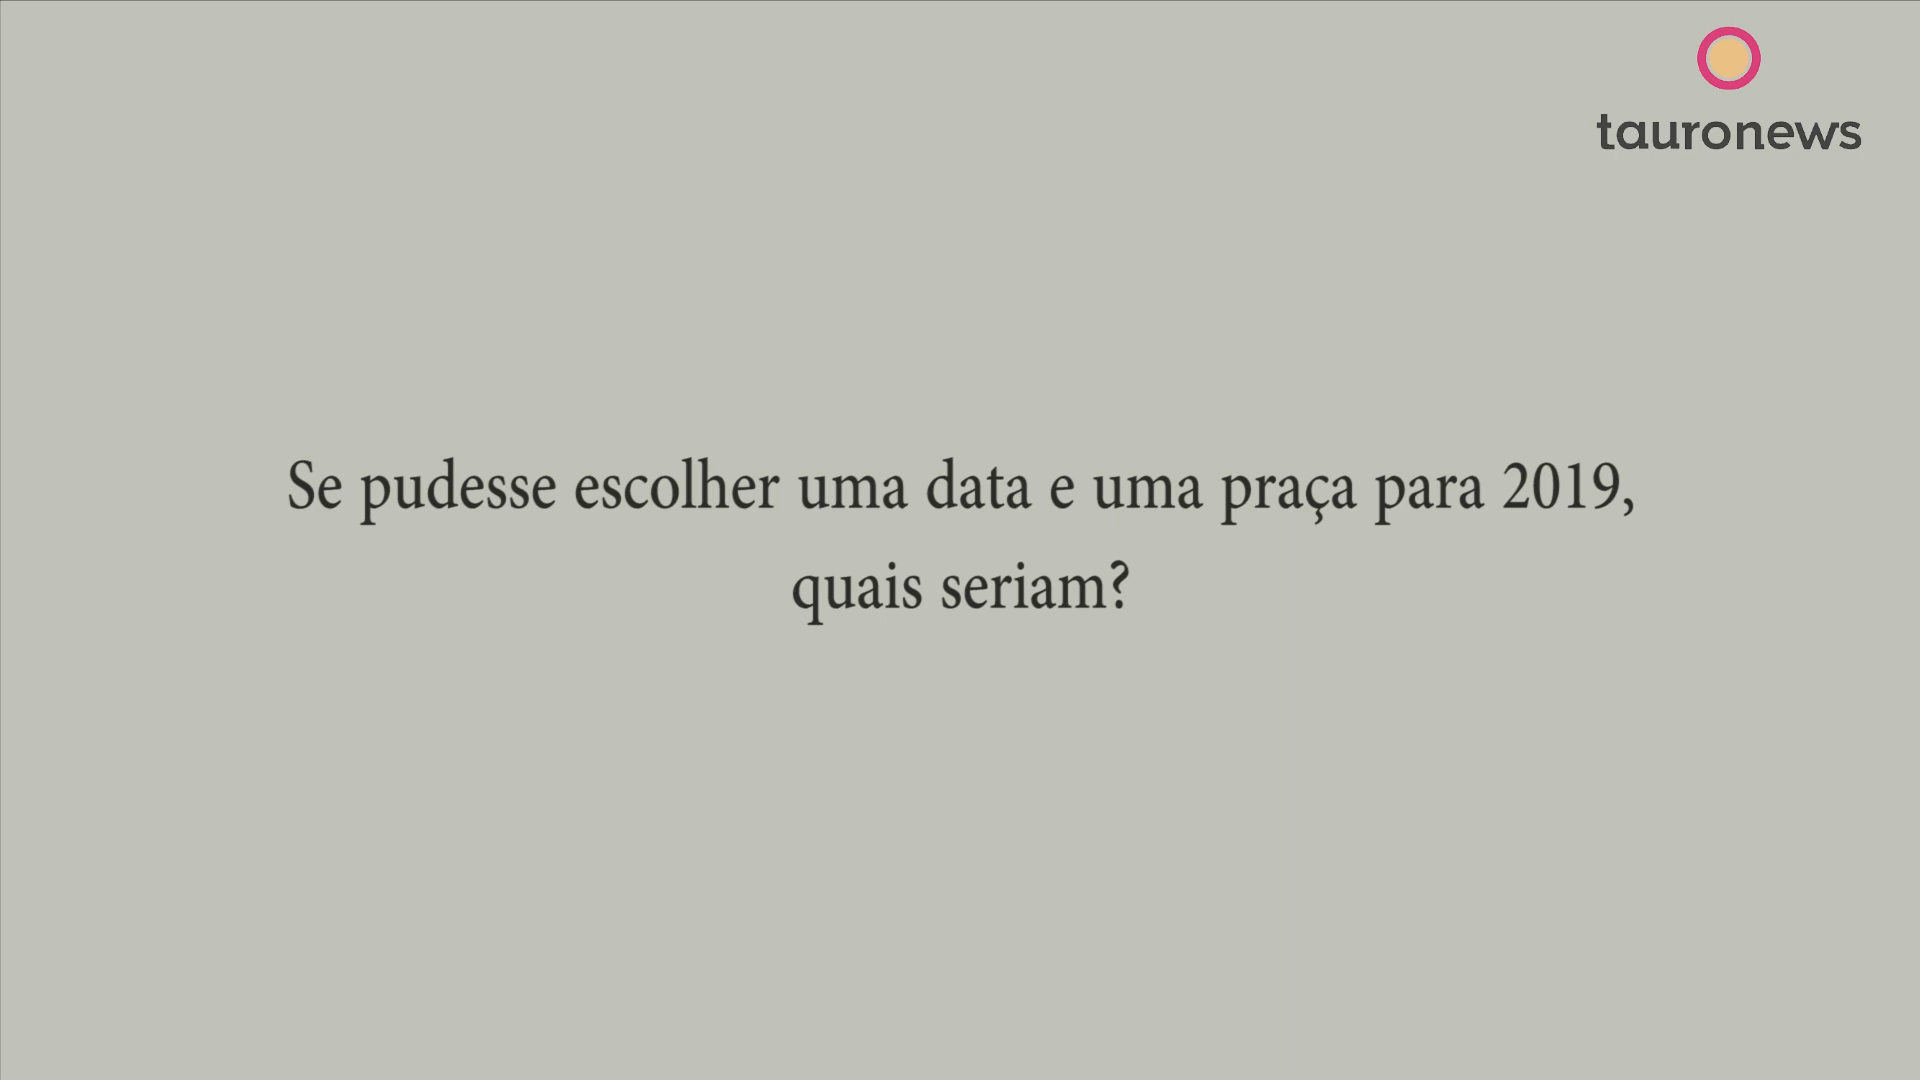 tauronews
Se pudesse escolher uma data e uma praça para 2019,
quais seriam?